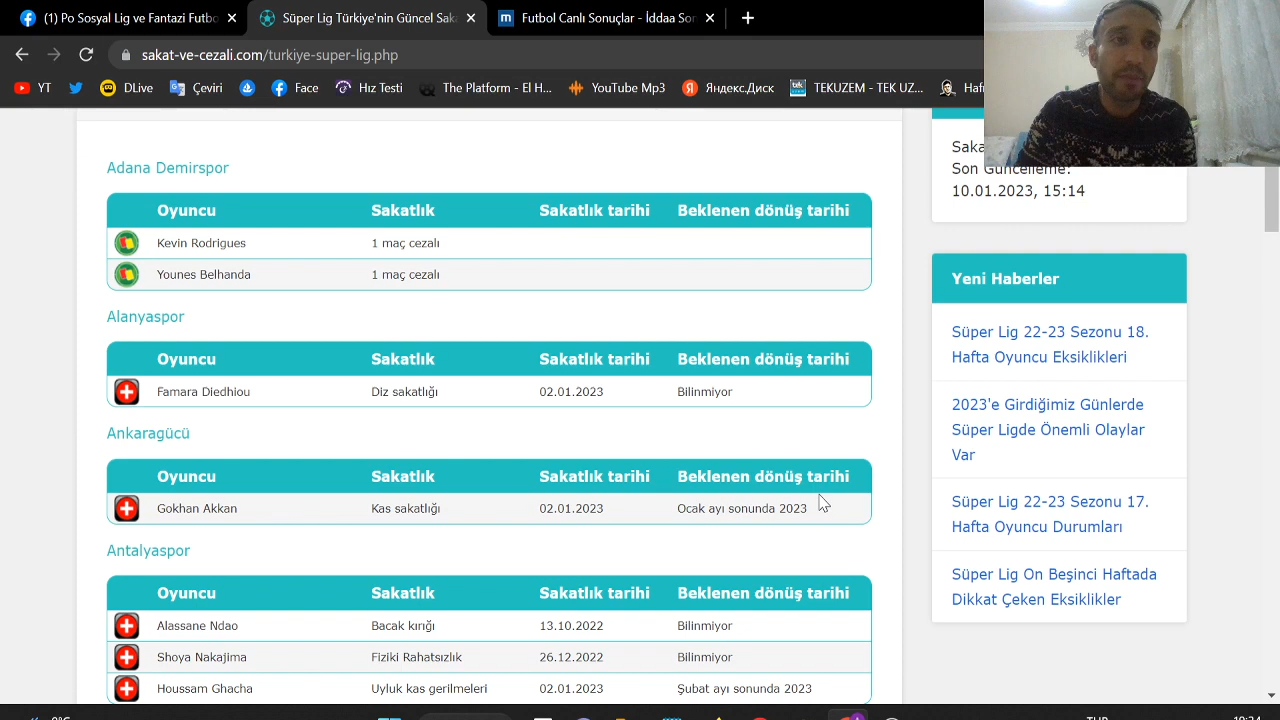 (1) Po Sosyal Lig ve Fantazi Futbo
Süper Lig Türkiye'nin Güncel Saka
Futbol Canlı Sonuçlar - İddaa Son
sakat-ve-cezali.com/turkiye-super-lig.php
YT
DLive
Çeviri
Face
Hız Testi
The Platform - El H...
YouTube Mp3
Яндекс.Диск
TEKUZEM - TEK UZ...
Haf
Adana Demirspor
Oyuncu Sakatlık Sakatlık tarihi Beklenen dönüş tarihi
Kevin Rodrigues 1 maç cezalı
Younes Belhanda 1 maç cezalı
Alanyaspor
Oyuncu Sakatlık Sakatlık tarihi Beklenen dönüş tarihi
Famara Diedhiou Diz sakatlığı 02.01.2023 Bilinmiyor
Ankaragücü
Oyuncu Sakatlık Sakatlık tarihi Beklenen dönüş tarihi
Gokhan Akkan Kas sakatlığı 02.01.2023 Ocak ayı sonunda 2023
Antalyaspor
Oyuncu Sakatlık Sakatlık tarihi Beklenen dönüş tarihi
Alassane Ndao Bacak kırığı 13.10.2022 Bilinmiyor
Shoya Nakajima Fiziki Rahatsızlık 26.12.2022 Bilinmiyor
Houssam Ghacha Uyluk kas gerilmeleri 02.01.2023 Şubat ayı sonunda 2023
Saka
Son Güncelleme:
10.01.2023, 15:14
Yeni Haberler
Süper Lig 22-23 Sezonu 18.
Hafta Oyuncu Eksiklikleri
2023'e Girdiğimiz Günlerde
Süper Ligde Önemli Olaylar
Var
Süper Lig 22-23 Sezonu 17.
Hafta Oyuncu Durumları
Süper Lig On Beşinci Haftada
Dikkat Çeken Eksiklikler